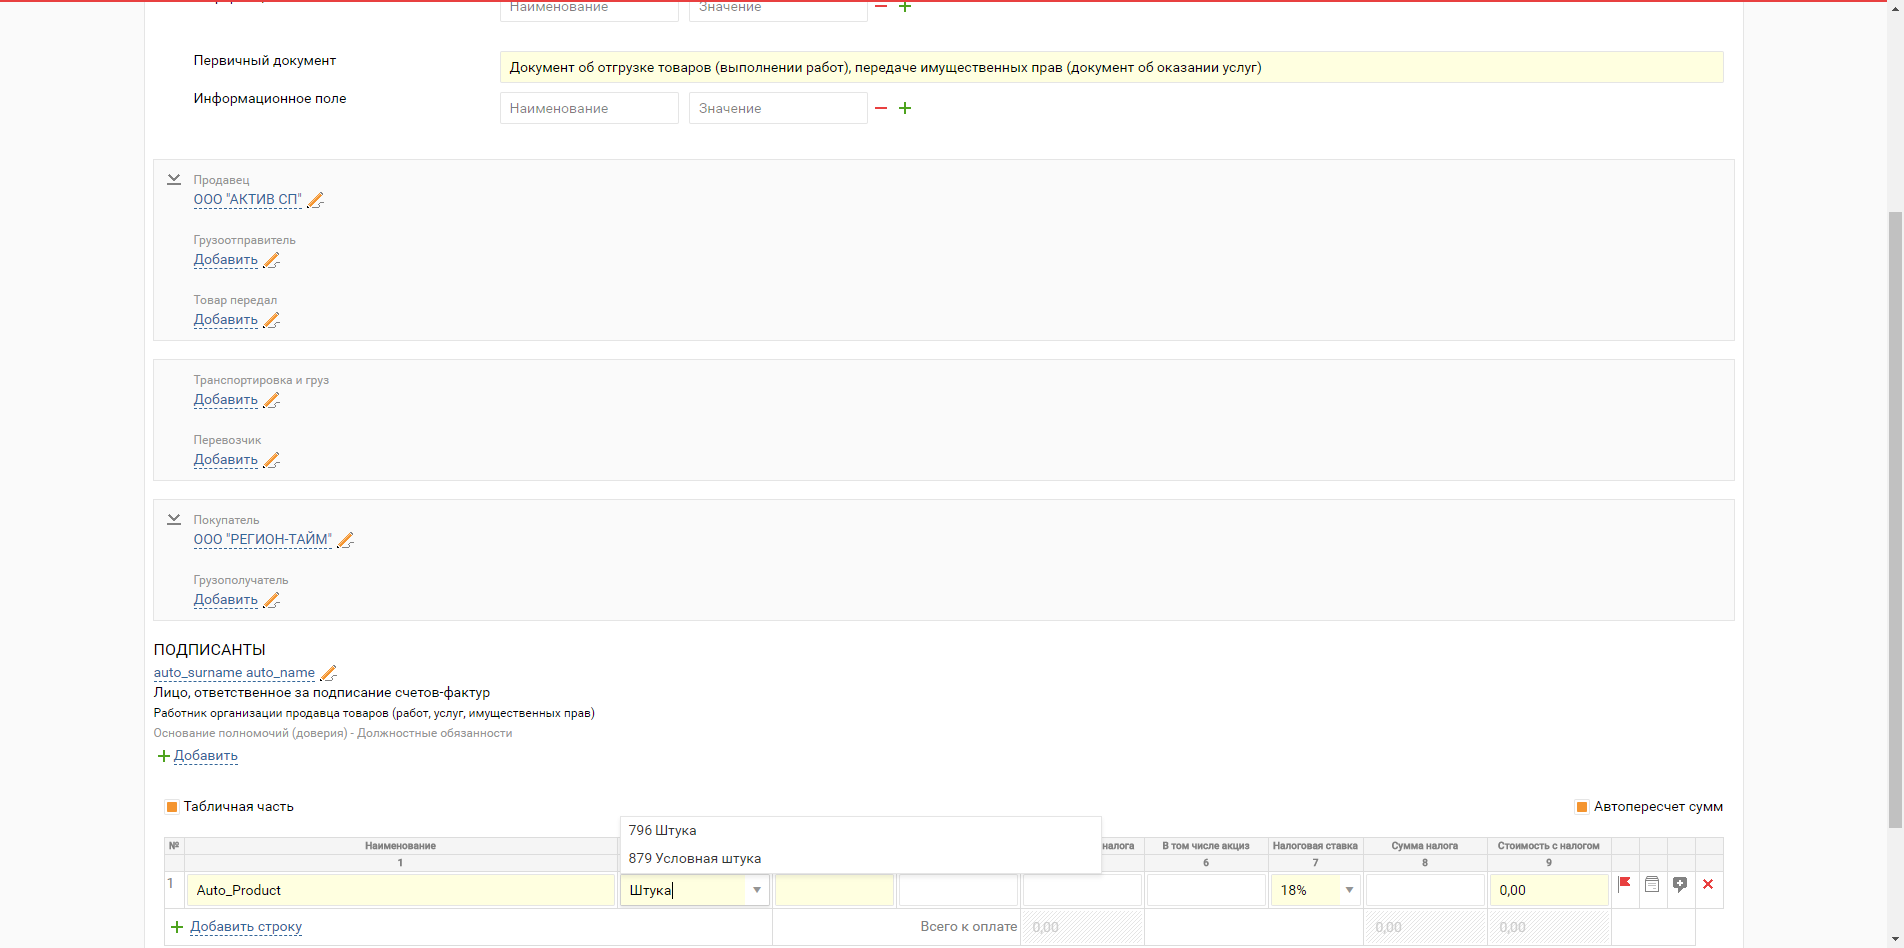 Наименование
Значение
Первичный документ
Документ об отгрузке товаров (выполнении работ), передаче имущественных прав (документ об оказании услуг)
Информационное поле
Наименование
Значение
Продавец
ООО "АКТИВ СП"
Грузоотправитель
Добавить
Товар передал
Добавить
Транспортировка и груз
Добавить
Перевозчик
Добавить
Покупатель
ООО "РЕГИОН-ТАЙМ"
Грузополучатель
Добавить
ПОДПИСАНТЫ
auto_surname auto_name
Лицо, ответственное за подписание счетов-фактур
Работник организации продавца товаров (работ, услуг, имущественных прав)
Основание полномочий (доверия) - Должностные обязанности
Добавить
Табличная часть
Автопересчет сумм
796 Штука
879 Условная штука
№
Наименование
налога
В том числе акциз
Налоговая ставка
Сумма налога
Стоимость с налогом
1
6
7
8
9
1
Auto_Product
Штука
18%
0,00
Добавить строку
Всего к оплате
0,00
0,00
0,00